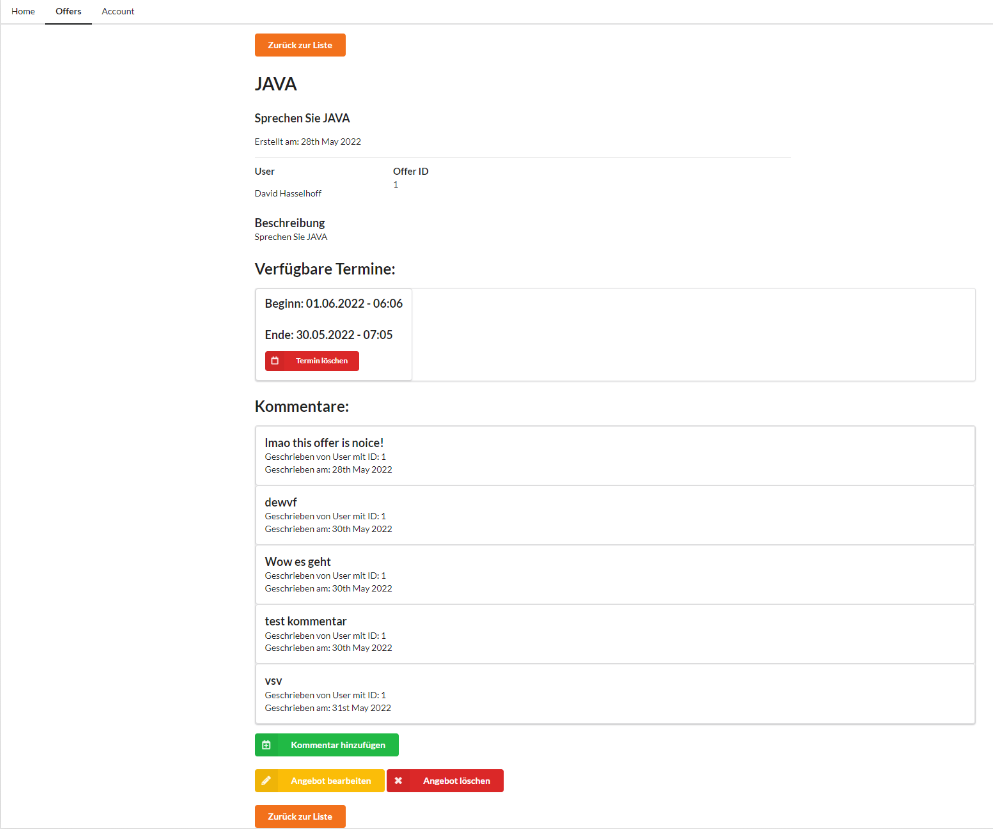 Home Offers Account
Zurück zur Liste
JAVA
Sprechen Sie JAVA
Erstellt am: 28th May 2022
User Offer ID
1
David Hasselhoff
Beschreibung
Sprechen Sie JAVA
Verfügbare Termine:
Beginn: 01.06.2022 - 06:06
Ende: 30.05.2022 - 07:05
Termin löschen
Kommentare:
lmao this offer is noice!
Geschrieben von User mit ID: 1
Geschrieben am: 28th May 2022
dewvf
Geschrieben von User mit ID: 1
Geschrieben am: 30th May 2022
Wow es geht
Geschrieben von User mit ID: 1
Geschrieben am: 30th May 2022
test kommentar
Geschrieben von User mit ID: 1
Geschrieben am: 30th May 2022
vsv
Geschrieben von User mit ID: 1
Geschrieben am: 31st May 2022
Kommentar hinzufügen
Angebot bearbeiten Angebot löschen
Zurück zur Liste